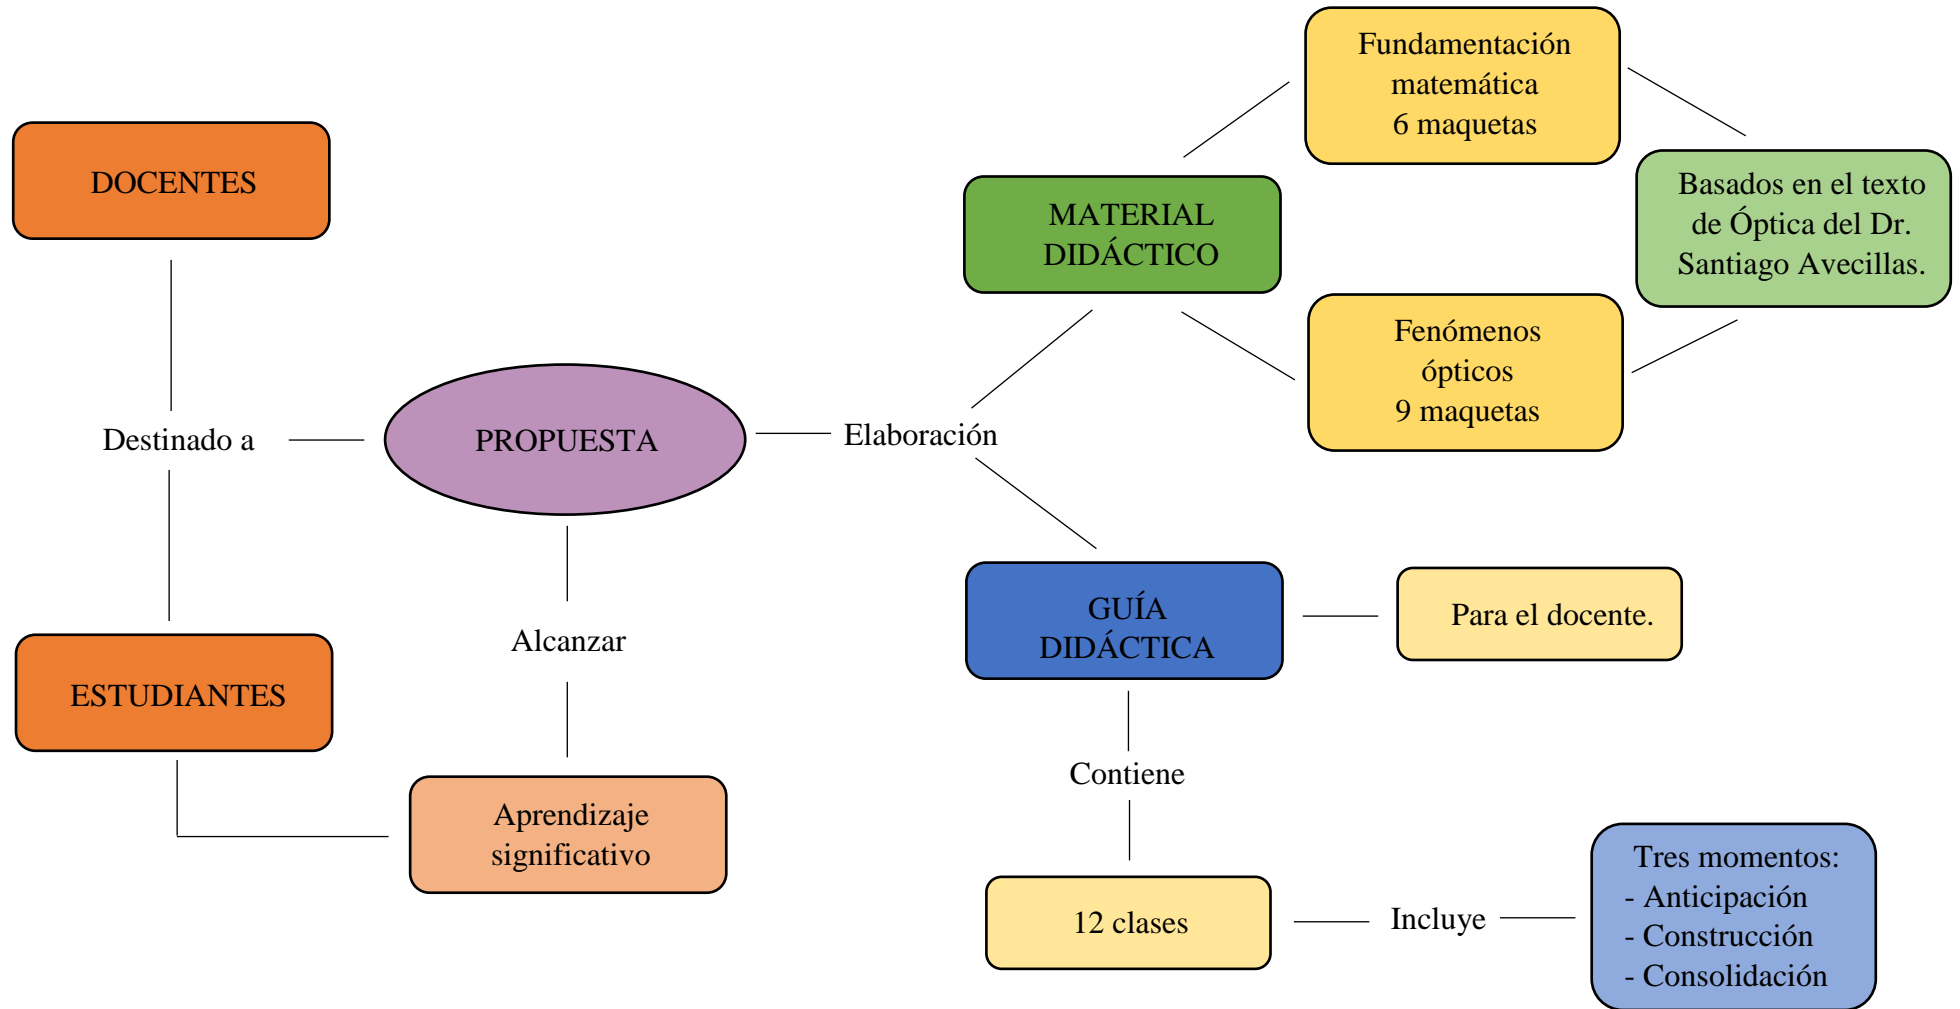 DOCENTES
Destinado a
ESTUDIANTES
PROPUESTA
Alcanzar
Aprendizaje
significativo
Elaboración
MATERIAL
DIDÁCTICO
Fundamentación
matemática
6 maquetas
Fenómenos
ópticos
9 maquetas
Basados en el texto
de Óptica del Dr.
Santiago Avecillas.
GUÍA
DIDÁCTICA
Para el docente.
Contiene
12 clases
Incluye
Tres momentos:
- Anticipación
- Construcción
- Consolidación